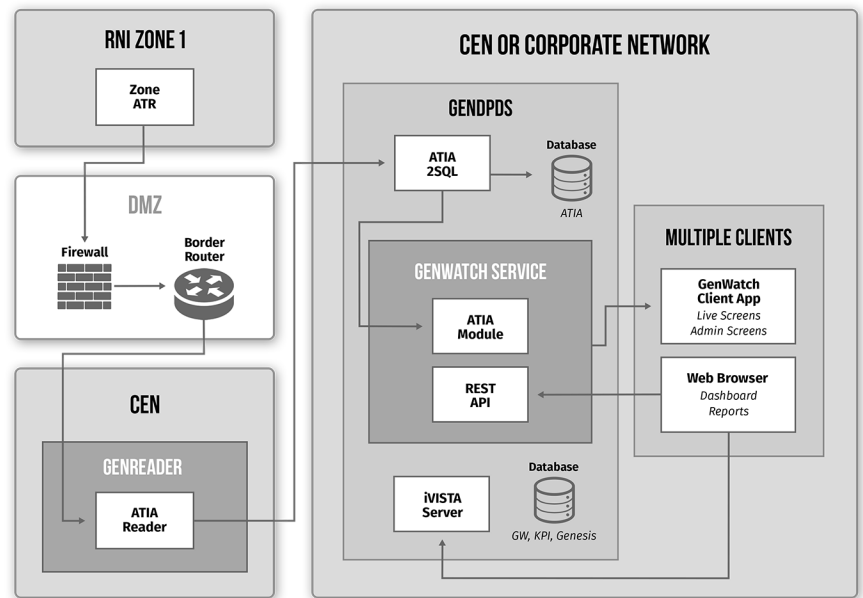 RNI ZONE 1
Zone
ATR
DMZ
Firewall
Border
Router
CEN
GENREADER
ATIA
Reader
CEN OR CORPORATE NETWORK
GENDPDS
ATIA
2SQL
Database
ATIA
GENWATCH SERVICE
ATIA
Module
REST
API
iVISTA
Server
Database
GW, KPI, Genesis
MULTIPLE CLIENTS
GenWatch
Client App
Live Screens
Admin Screens
Web Browser
Dashboard
Reports